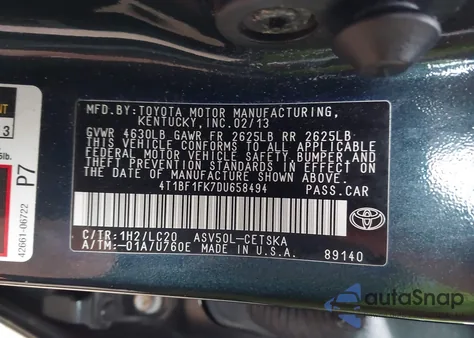 MFD.BY:TOYOTA MOTOR MANUFACTURING,
KENTUCKY, INC. 02/13
GVWR 4630LB GAWR FR 2625LB RR 2625LB
THIS VEHICLE CONFORMS TO ALL APPLICABLE
FEDERAL MOTOR VEHICLE SAFETY, BUMPER, AND
THEFT PREVENTION STANDARDS IN EFFECT ON
THE DATE OF MANUFACTURE SHOWN ABOVE.
4T1BF1FK7DU658494 PASS.CAR
C/TR:1H2/LC20 ASV50L-CETSKA
A/TM:-01A/U760E MADE IN U.S.A. 89140
P7
42661-06722
autoSnap